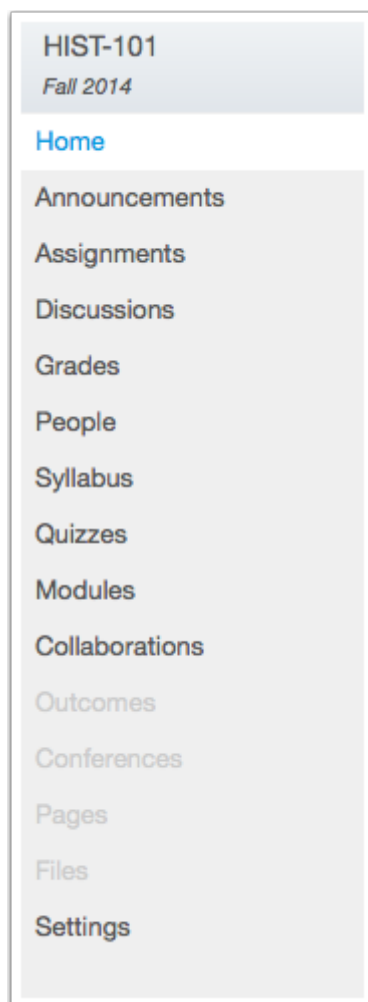 HIST-101
Fall 2014
Home
Announcements
Assignments
Discussions
Grades
People
Syllabus
Quizzes
Modules
Collaborations
Outcomes
Conferences
Pages
Files
Settings